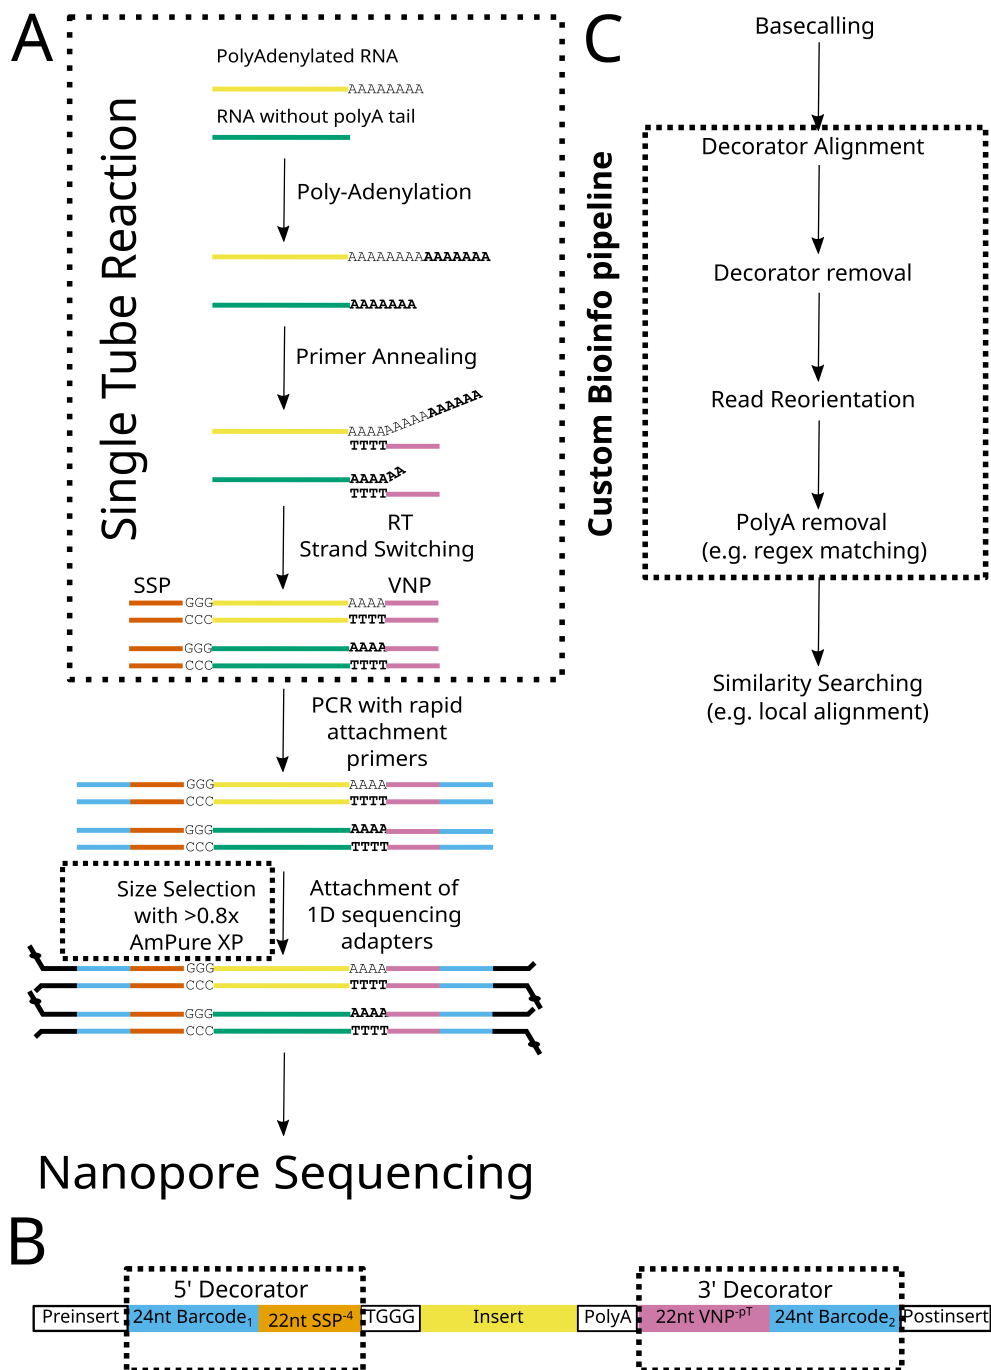 A
Single Tube Reaction
PolyAdenylated RNA
AAAAAAAA
RNA without polyA tail
Poly-Adenylation
AAAAAAAAAAAAAAA
AAAAAAA
Primer Annealing
AAAAAAAAAAAAAAA
TTTT
AAAAAA
TTTT
RT
Strand Switching
SSP
VNP
GGG AAAA
CCC TTTT
GGG AAAA
CCC TTTT
PCR with rapid
attachment
primers
GGG AAAA
CCC TTTT
GGG AAAA
CCC TTTT
Size Selection
with >0.8x
AmPure XP
Attachment of
1D sequencing
adapters
GGG AAAA
CCC TTTT
GGG AAAA
CCC TTTT
Nanopore Sequencing
B
5' Decorator
3' Decorator
Preinsert 24nt Barcode₁ 22nt SSP⁻⁴ TGGG Insert PolyA 22nt VNP⁻ᵖᵀ 24nt Barcode₂ Postinsert
C
Custom Bioinfo pipeline
Basecalling
Decorator Alignment
Decorator removal
Read Reorientation
PolyA removal
(e.g. regex matching)
Similarity Searching
(e.g. local alignment)